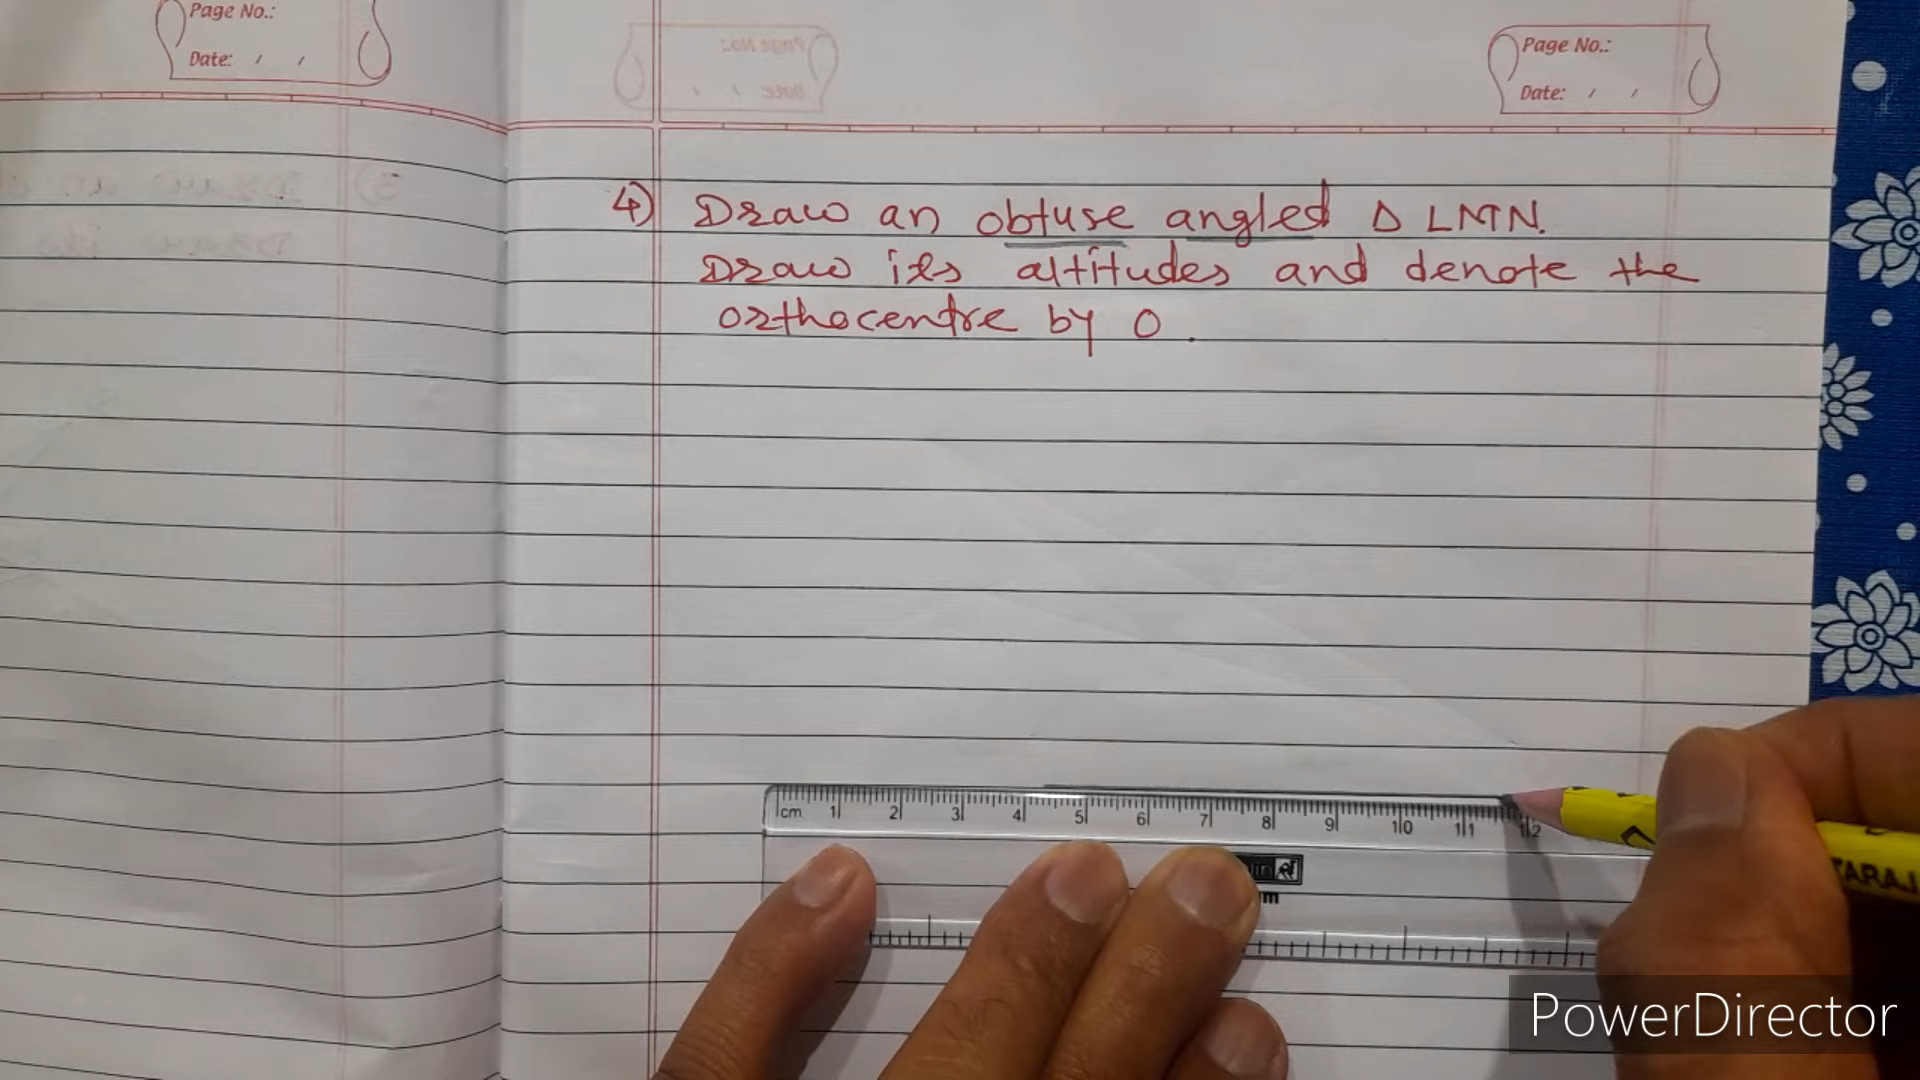 Page No.:
Date: / /
Page No.:
Date: / /
4) Draw an obtuse angled Δ LMN.
Draw its altitudes and denote the
orthocentre by O.
cm 1 2 3 4 5 6 7 8 9 10 11 12
TARAJ
PowerDirector